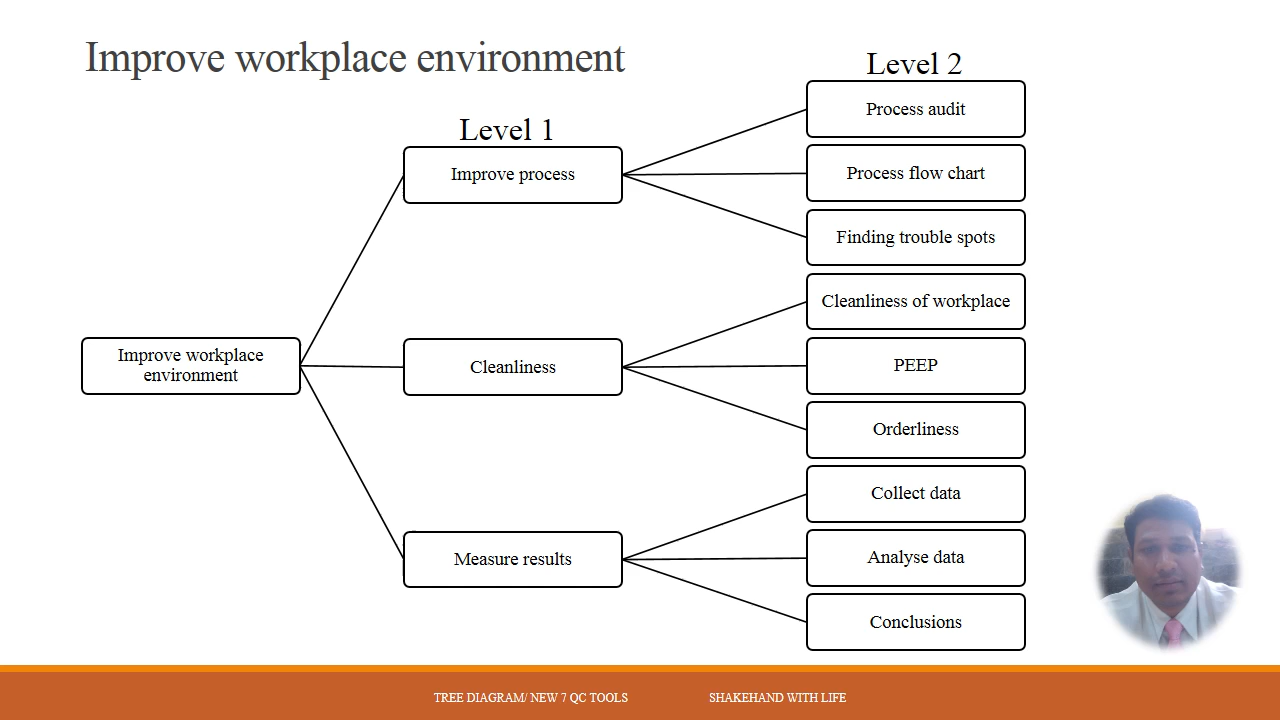 Improve workplace environment
Level 2
Process audit
Level 1
Improve process
Process flow chart
Finding trouble spots
Cleanliness of workplace
Improve workplace
environment
Cleanliness
PEEP
Orderliness
Collect data
Measure results
Analyse data
Conclusions
TREE DIAGRAM/ NEW 7 QC TOOLS
SHAKEHAND WITH LIFE